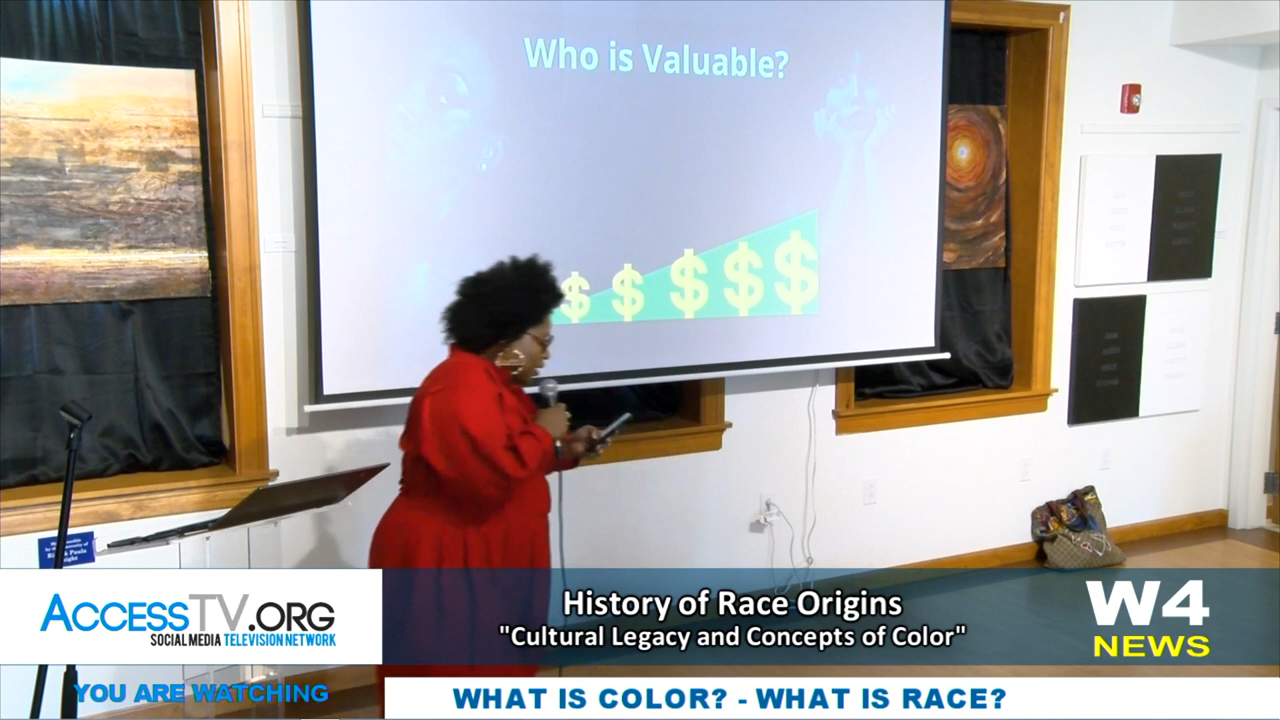 Who is Valuable?
$ $ $ $ $
ACCESSTV.ORG
SOCIAL MEDIA TELEVISION NETWORK
History of Race Origins
"Cultural Legacy and Concepts of Color"
W4
NEWS
YOU ARE WATCHING
WHAT IS COLOR? - WHAT IS RACE?